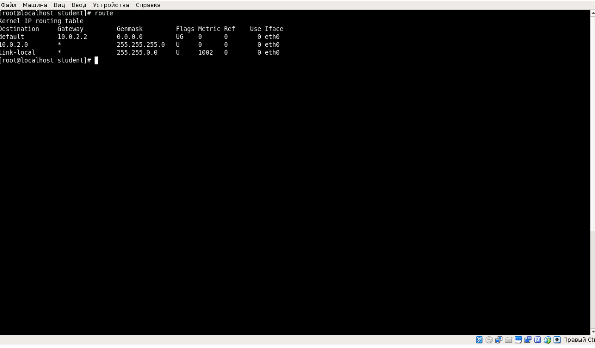 Файл Машина Вид Ввод Устройства Справка
[root@localhost student]# route
Kernel IP routing table
Destination Gateway Genmask Flags Metric Ref Use Iface
default 10.0.2.2 0.0.0.0 UG 0 0 0 eth0
10.0.2.0 * 255.255.255.0 U 0 0 0 eth0
link-local * 255.255.0.0 U 1002 0 0 eth0
[root@localhost student]#
Правый Ctl